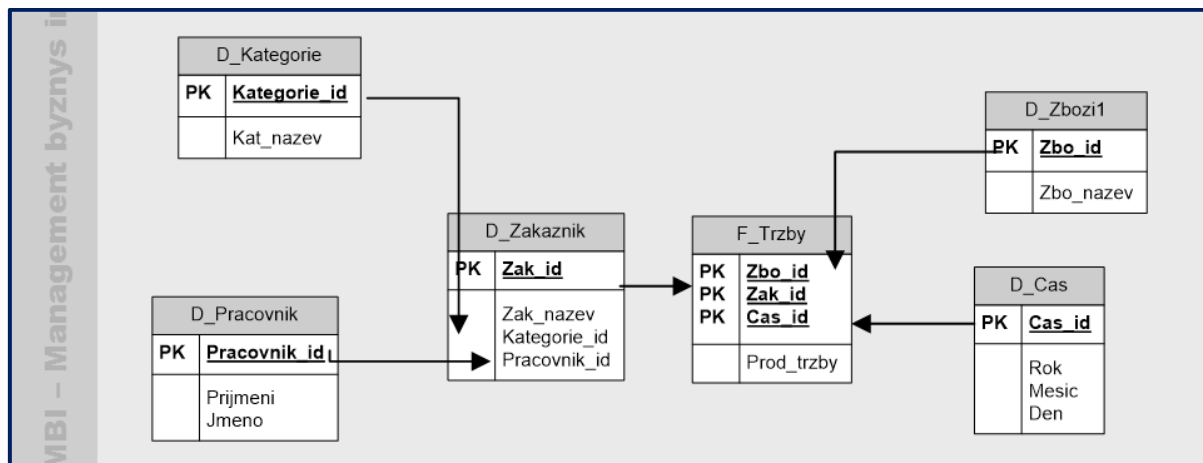 MBI – Management byznys i
D_Kategorie
PK Kategorie_id
Kat_nazev
D_Pracovnik
PK Pracovnik_id
Prijmeni
Jmeno
D_Zakaznik
PK Zak_id
Zak_nazev
Kategorie_id
Pracovnik_id
F_Trzby
PK Zbo_id
PK Zak_id
PK Cas_id
Prod_trzby
D_Zbozi1
PK Zbo_id
Zbo_nazev
D_Cas
PK Cas_id
Rok
Mesic
Den